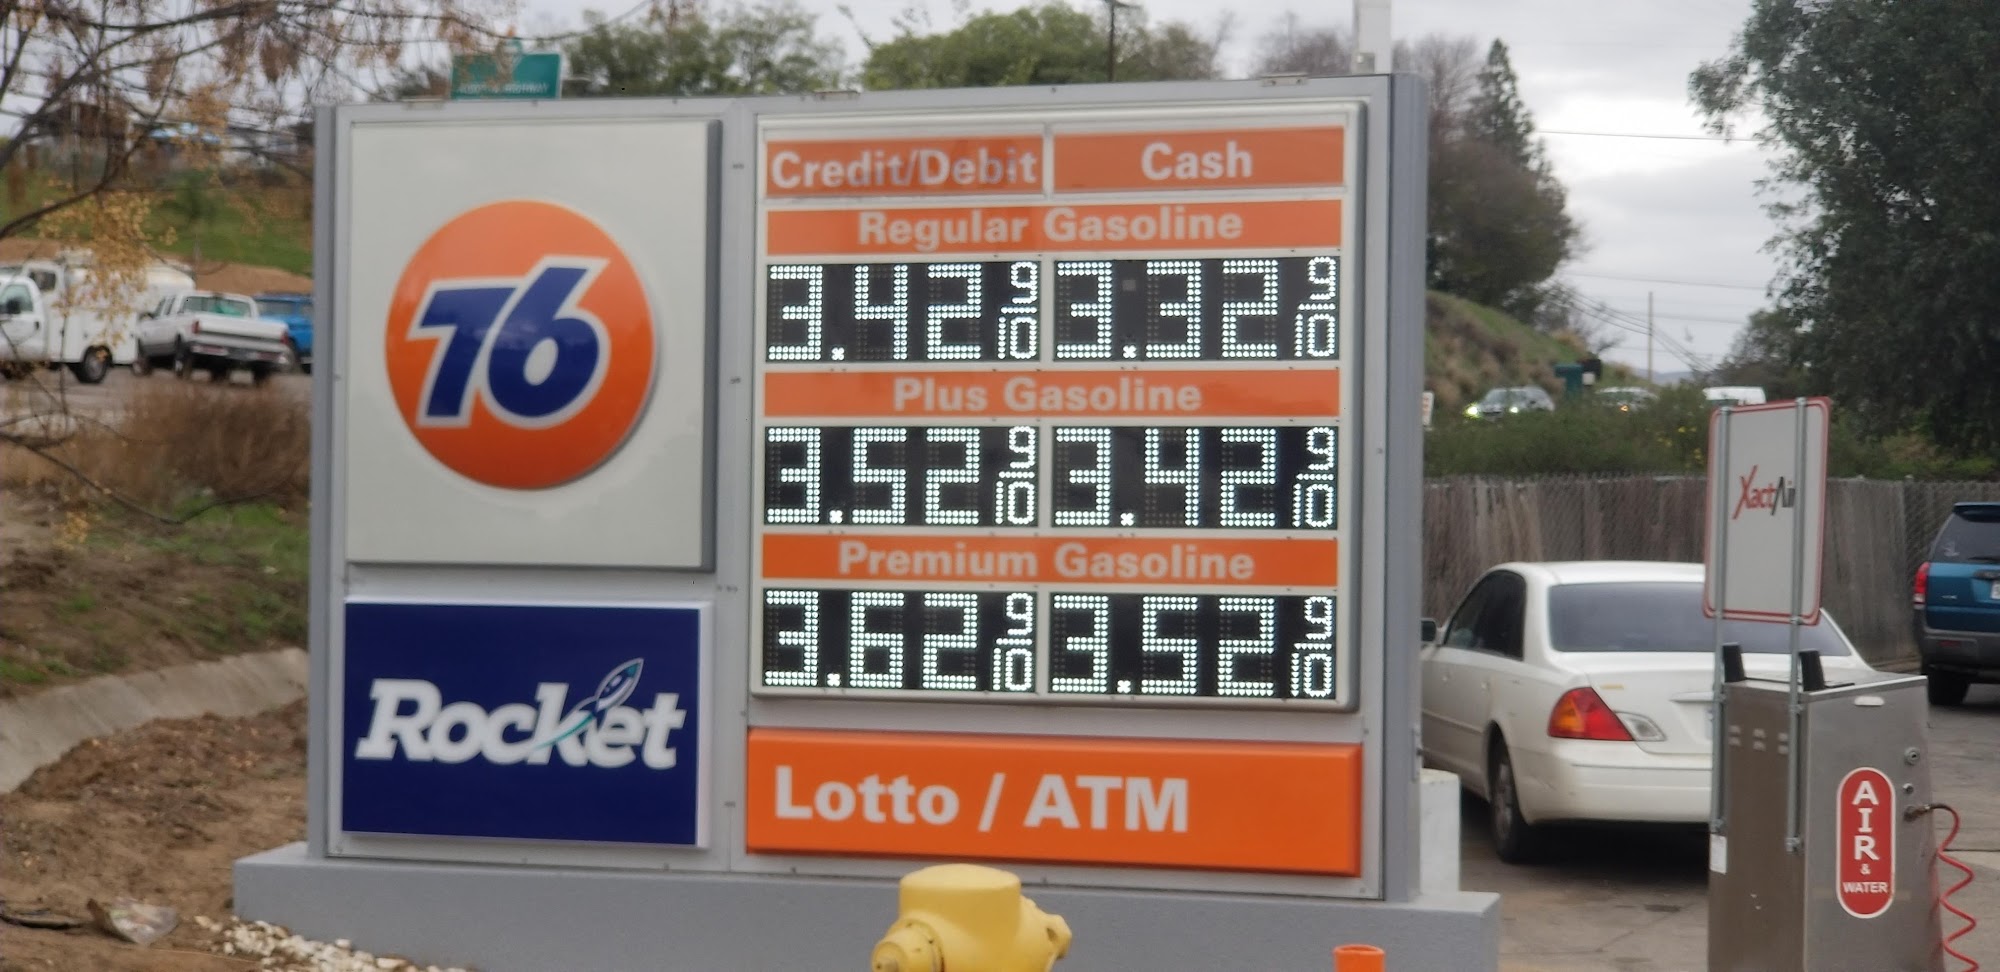 76
Rocket
Credit/Debit Cash
Regular Gasoline
3.42 9/10 3.32 9/10
Plus Gasoline
3.52 9/10 3.42 9/10
Premium Gasoline
3.62 9/10 3.52 9/10
Lotto / ATM
XactAir
AIR
&
WATER